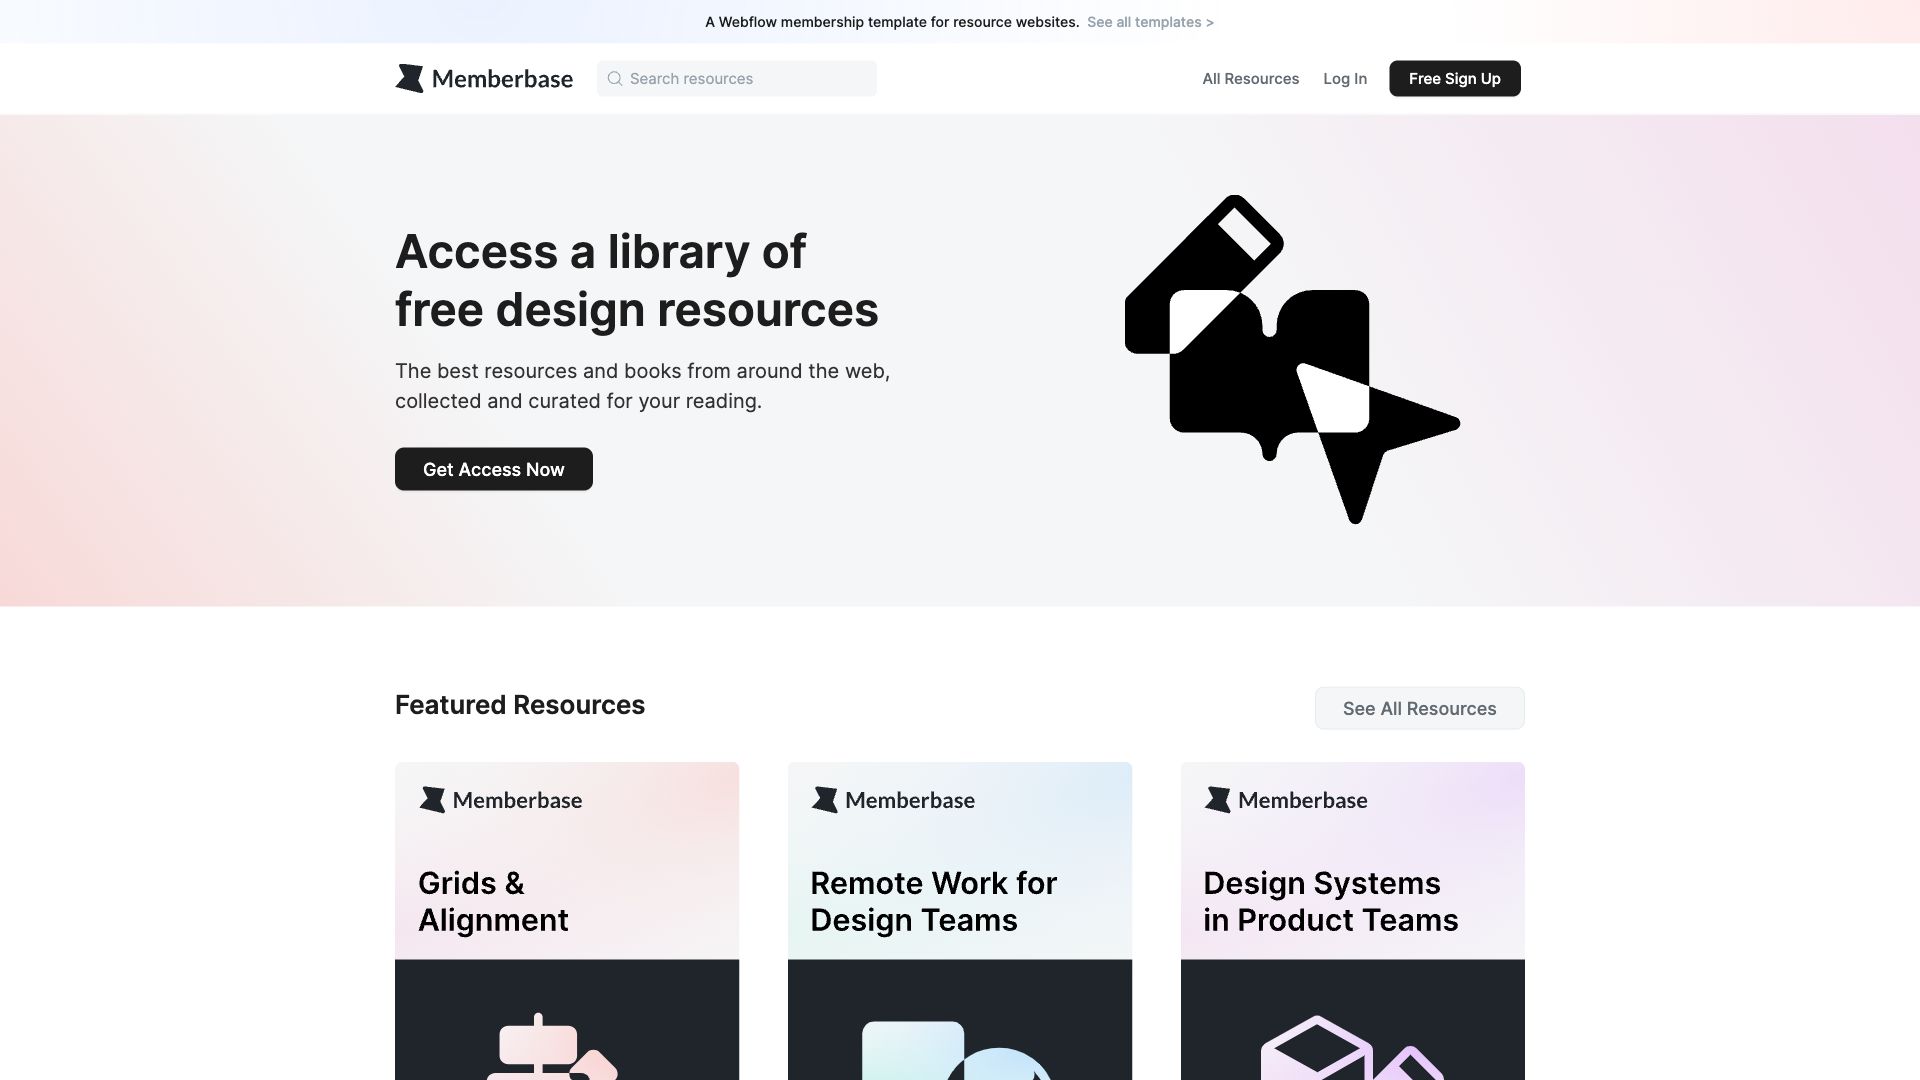 A Webflow membership template for resource websites. See all templates >
Memberbase
Search resources
All Resources
Log In
Free Sign Up
Access a library of
free design resources
The best resources and books from around the web,
collected and curated for your reading.
Get Access Now
Featured Resources
See All Resources
Memberbase
Grids &
Alignment
Memberbase
Remote Work for
Design Teams
Memberbase
Design Systems
in Product Teams